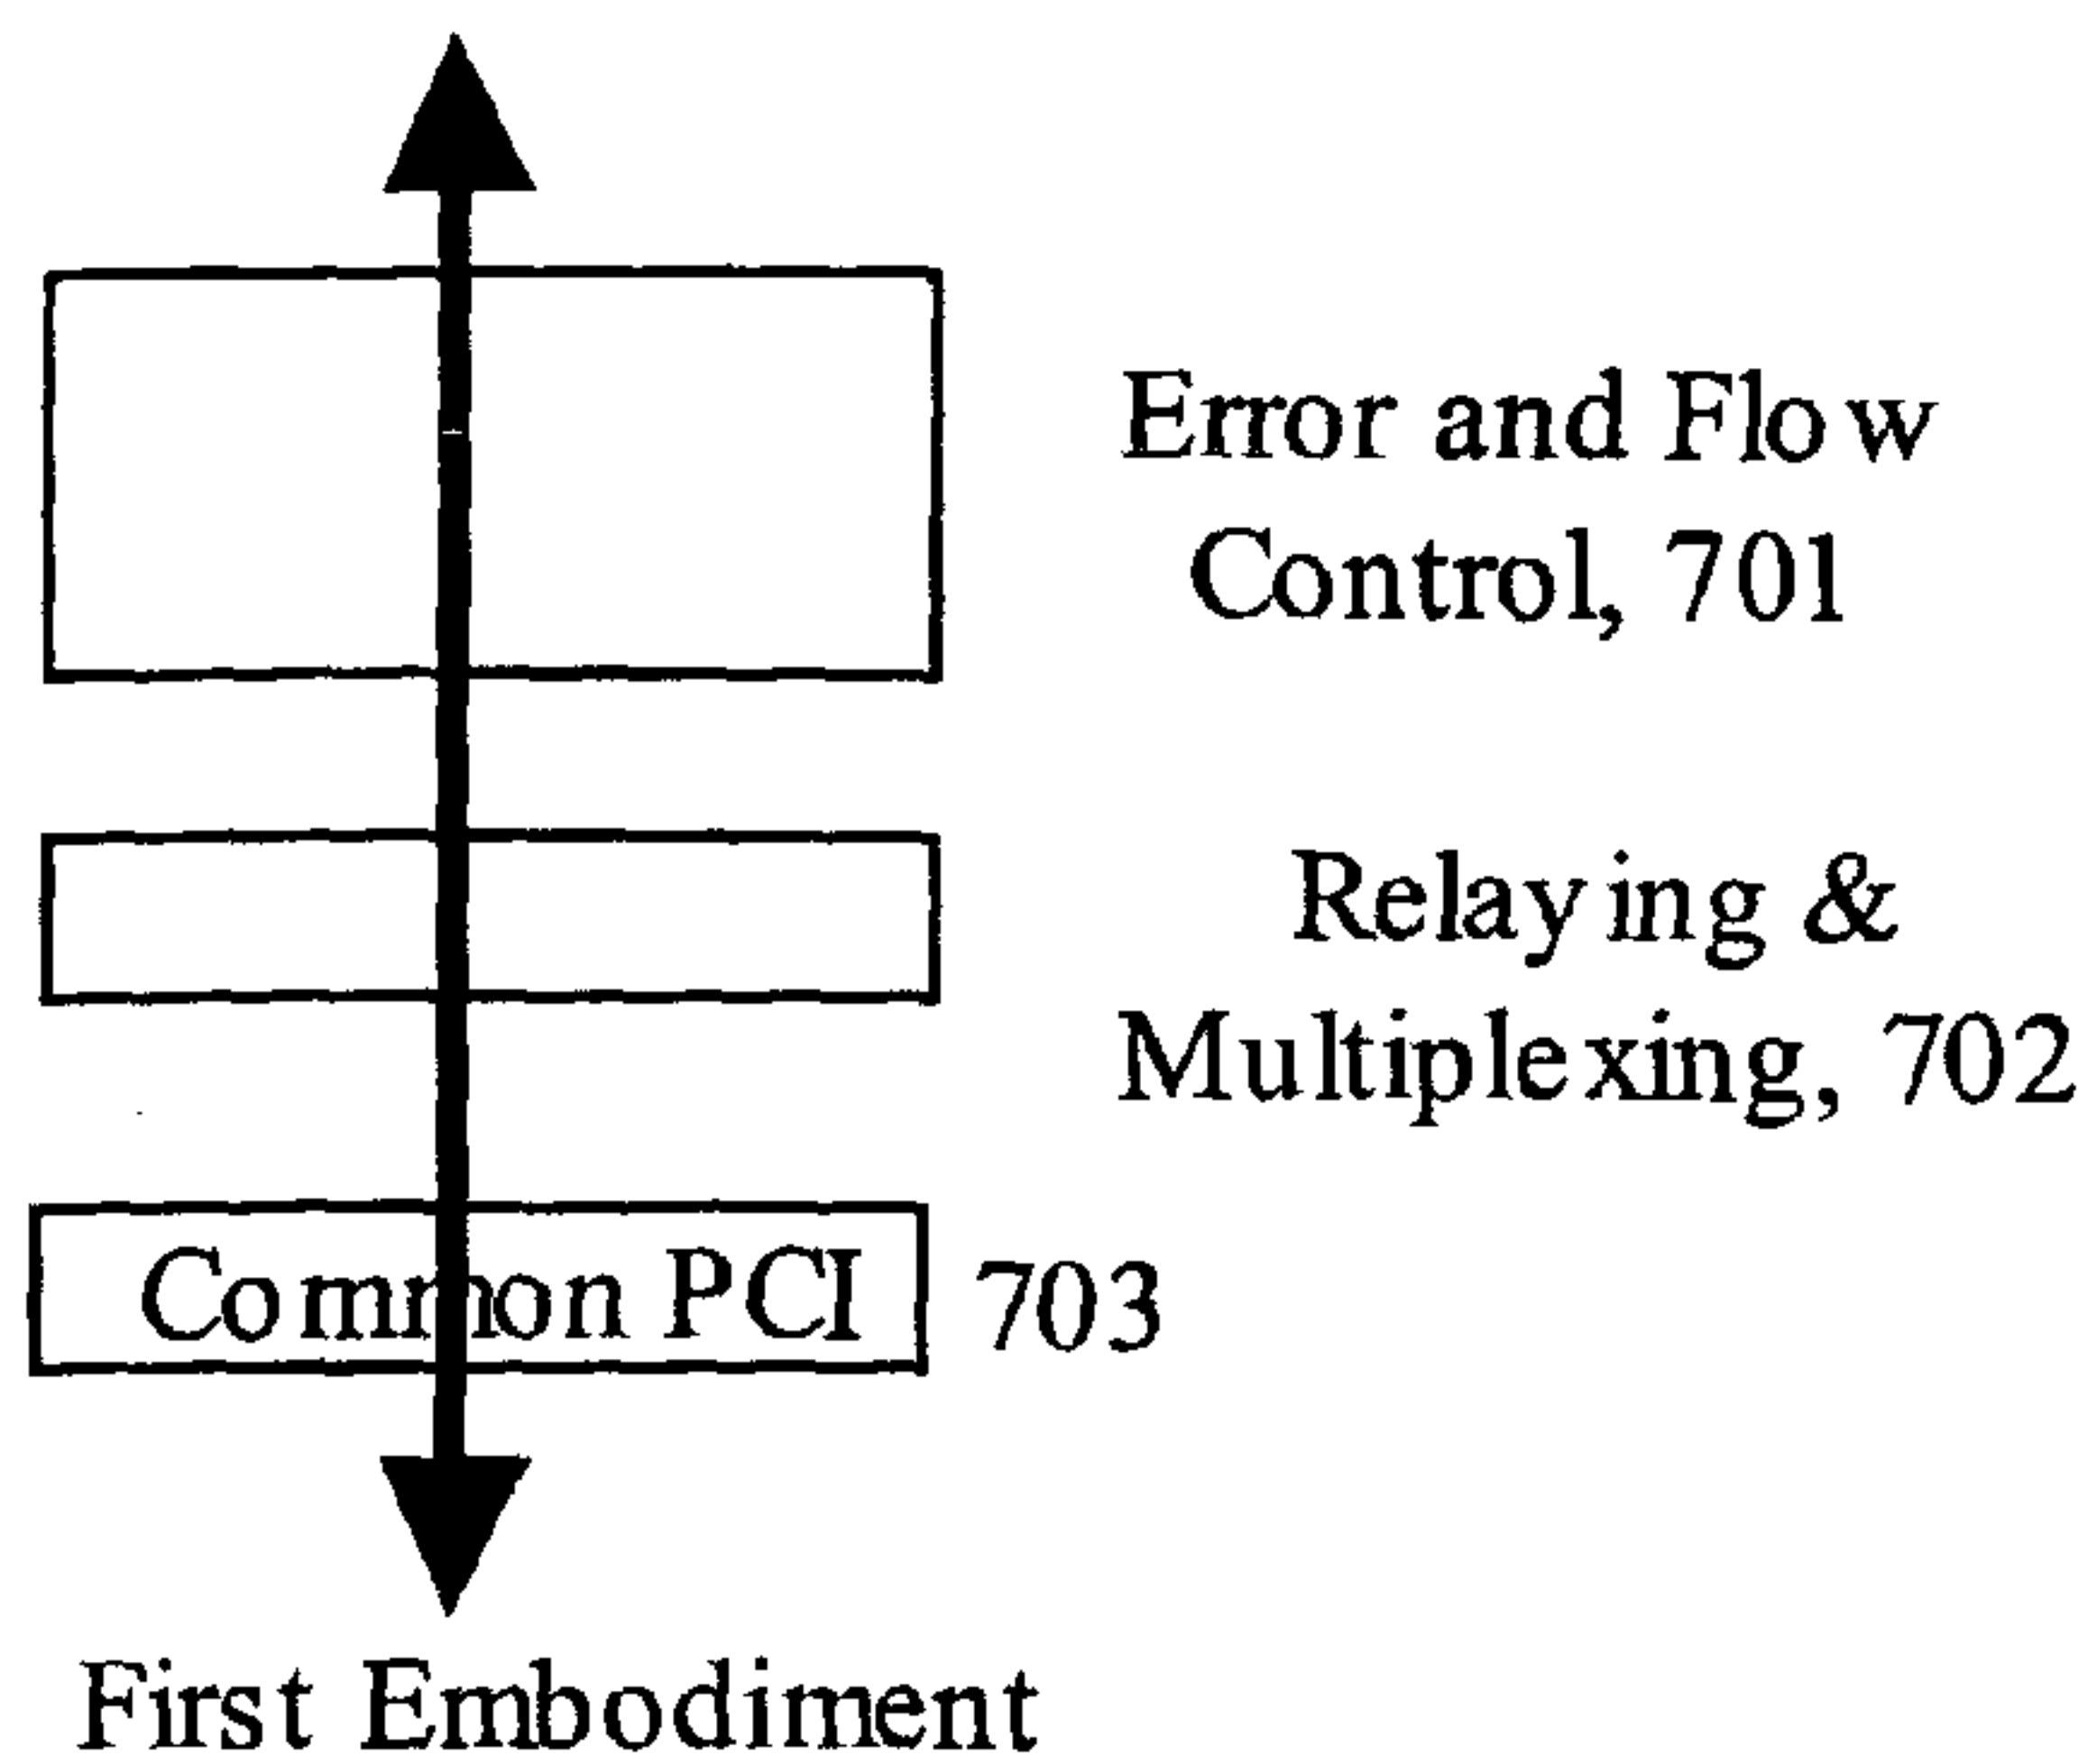 Error and Flow
Control, 701
Relaying &
Multiplexing, 702
Common PCI 703
First Embodiment